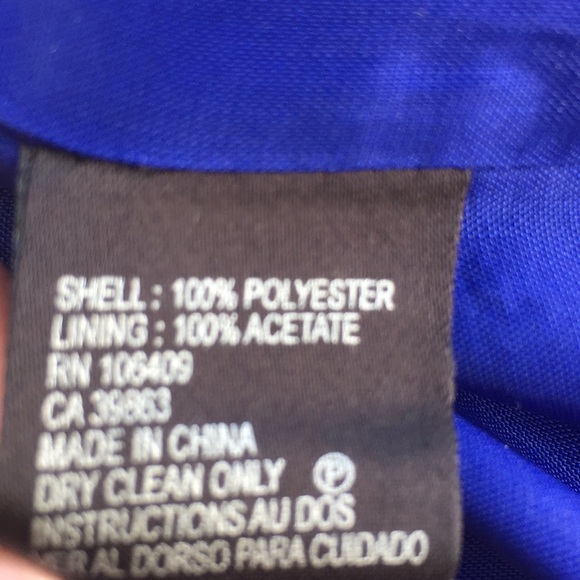 SHELL: 100% POLYESTER
LINING: 100% ACETATE
RN 106409
CA 39863
MADE IN CHINA
DRY CLEAN ONLY Ⓟ
INSTRUCTIONS AU DOS
VER AL DORSO PARA CUIDADO